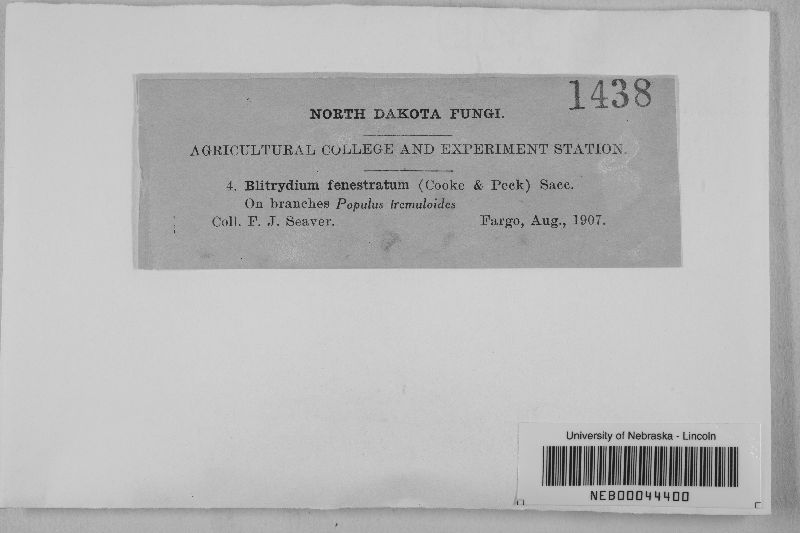 1438
NORTH DAKOTA FUNGI.
AGRICULTURAL COLLEGE AND EXPERIMENT STATION.
4. Blitrydium fenestratum (Cooke & Peck) Sacc.
On branches Populus tremuloides
Coll. F. J. Seaver. Fargo, Aug., 1907.
University of Nebraska - Lincoln
NEB00044400